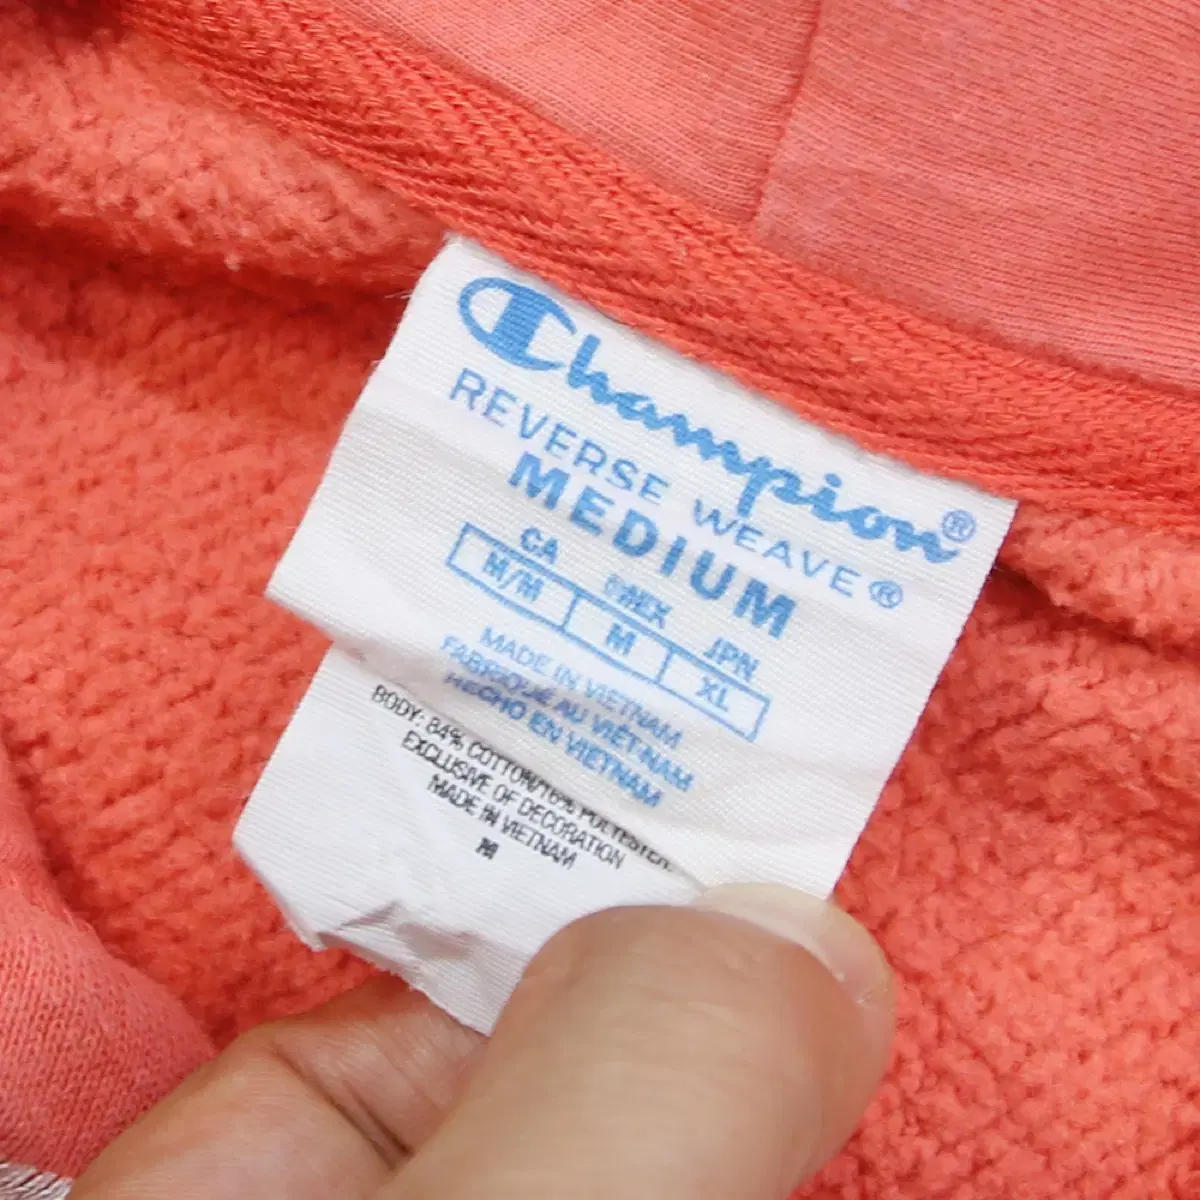 Champion®
REVERSE WEAVE®
MEDIUM
CA MEX JPN
M/M M XL
MADE IN VIETNAM
FABRIQUÉ AU VIÊT-NAM
HECHO EN VIETNAM
BODY: 84% COTTON/16% POLYESTER.
EXCLUSIVE OF DECORATION
MADE IN VIETNAM
M